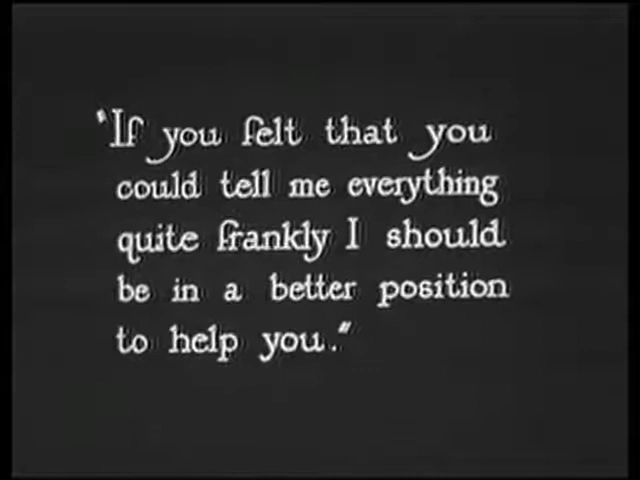 "If you felt that you
could tell me everything
quite frankly I should
be in a better position
to help you."